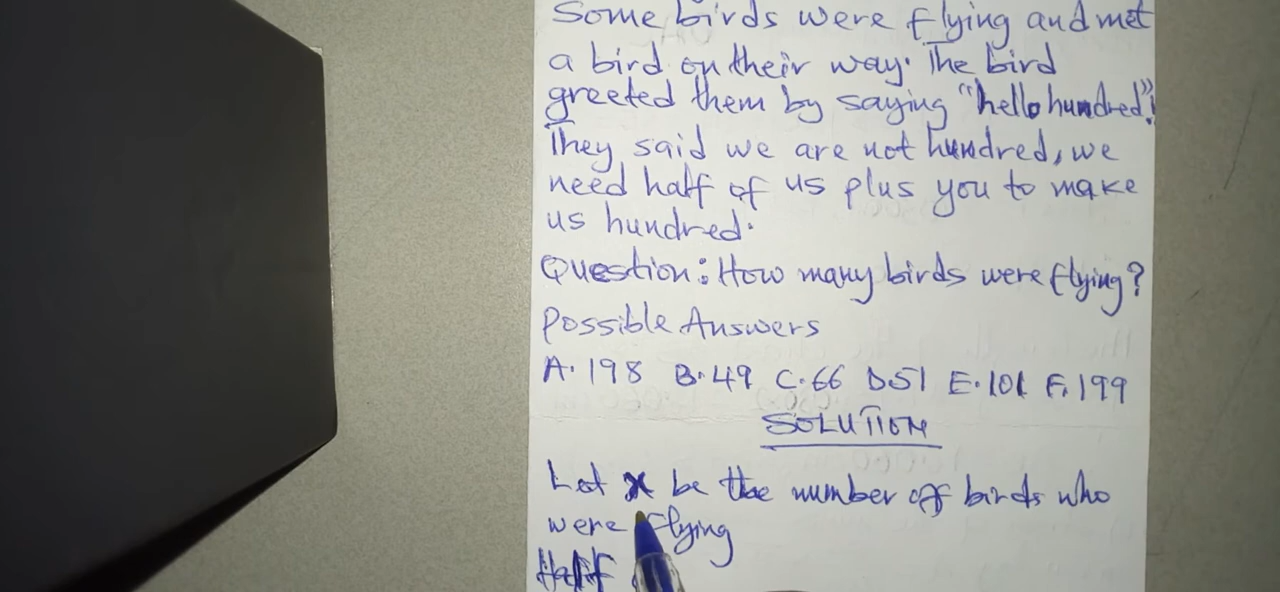 Some birds were flying and met
a bird on their way. The bird
greeted them by saying "hello hundred".
They said we are not hundred, we
need half of us plus you to make
us hundred.
Question: How many birds were flying?
Possible Answers
A. 198 B. 49 C. 66 D. 51 E. 101 F. 199
SOLUTION
Let x be the number of birds who
were flying
Half